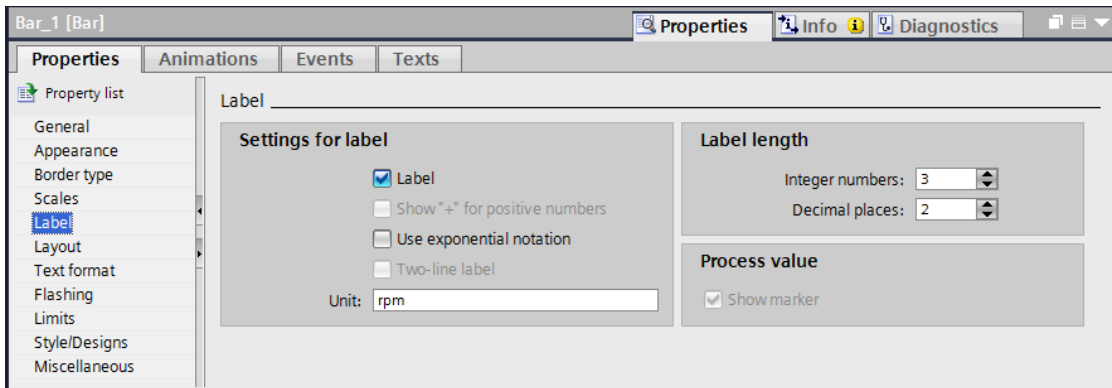 Bar_1 [Bar]
Properties
Info
Diagnostics
Properties
Animations
Events
Texts
Property list
General
Appearance
Border type
Scales
Label
Layout
Text format
Flashing
Limits
Style/Designs
Miscellaneous
Label
Settings for label
Label
Show "+" for positive numbers
Use exponential notation
Two-line label
Unit: rpm
Label length
Integer numbers: 3
Decimal places: 2
Process value
Show marker